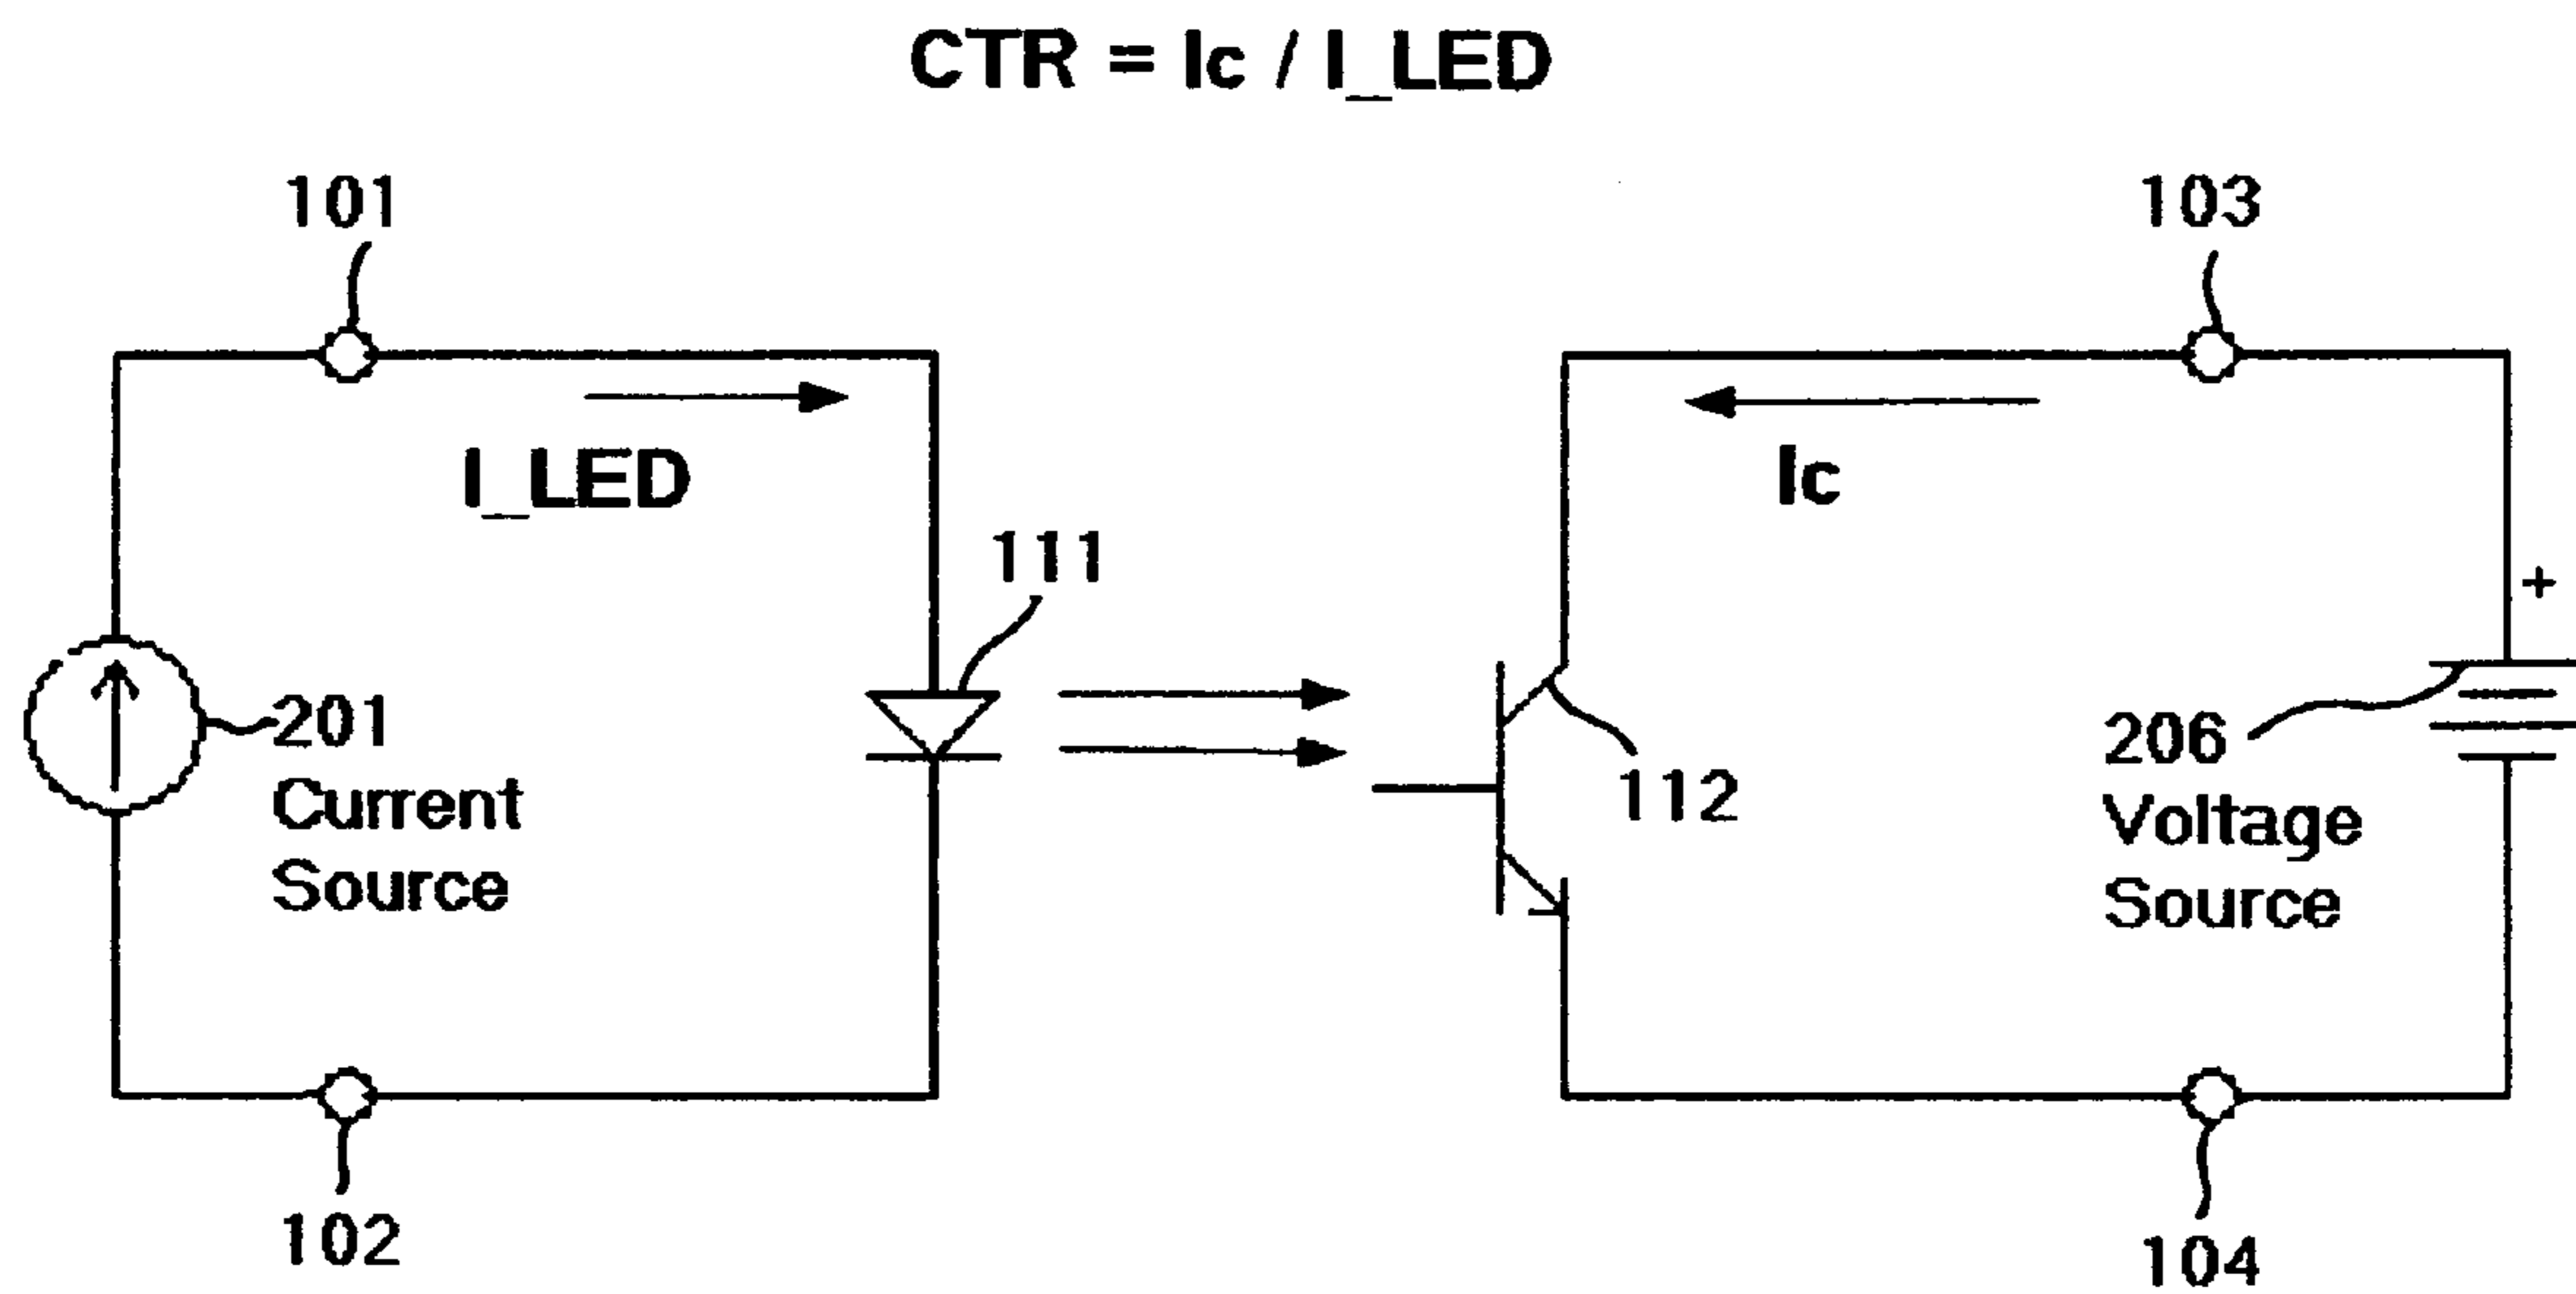 CTR = Ic / I_LED
101
103
I_LED
Ic
111
+
201
Current
Source
112
206
Voltage
Source
102
104